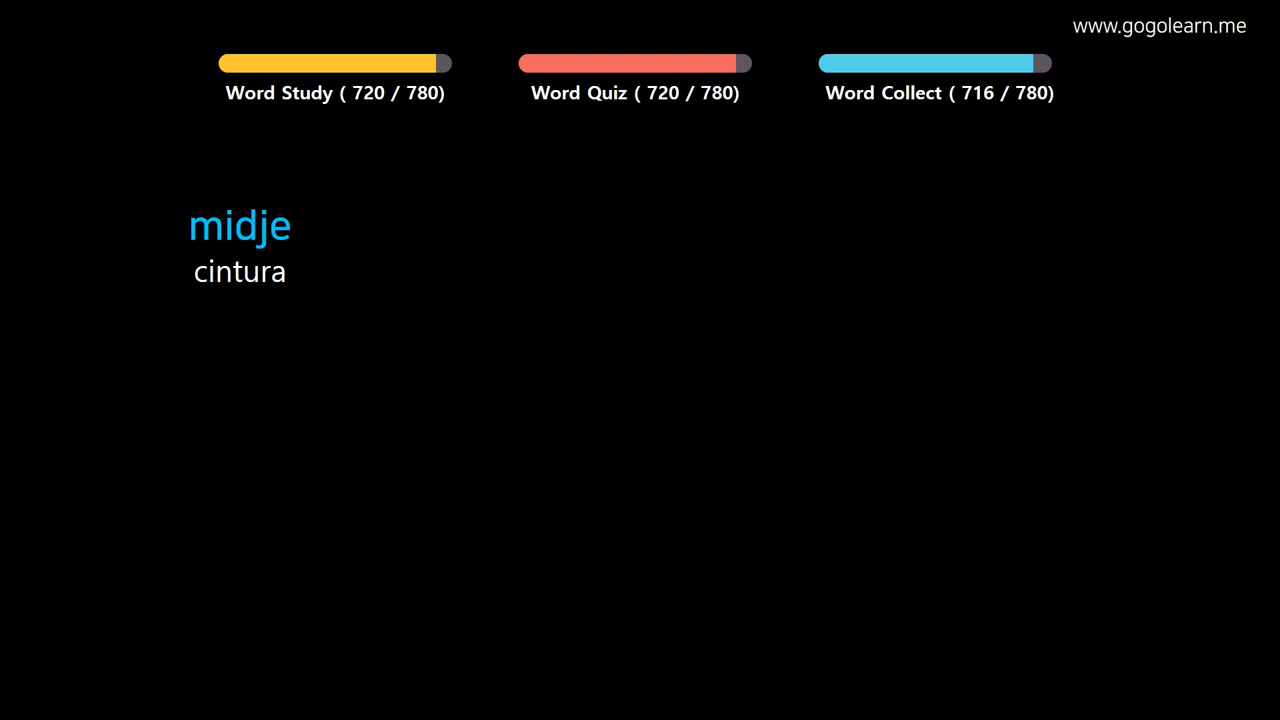 www.gogolearn.me
Word Study ( 720 / 780)
Word Quiz ( 720 / 780)
Word Collect ( 716 / 780)
midje
cintura